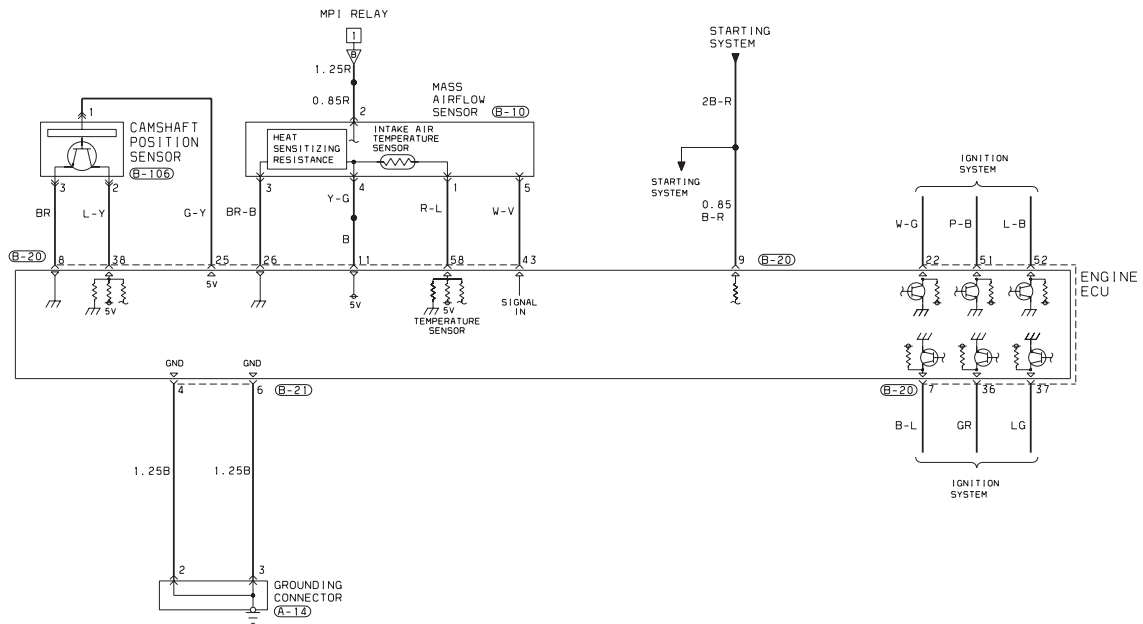 MPI RELAY
1
8
1.25R
0.85R
2
MASS
AIRFLOW
SENSOR
B-10
STARTING
SYSTEM
2B-R
STARTING
SYSTEM
0.85
B-R
1
CAMSHAFT
POSITION
SENSOR
B-106
HEAT
SENSITIZING
RESISTANCE
INTAKE AIR
TEMPERATURE
SENSOR
IGNITION
SYSTEM
3
2
3
4
1
5
BR
L-Y
G-Y
BR-B
Y-G
B
R-L
W-V
W-G
P-B
L-B
B-20
8
38
25
26
11
58
43
9
B-20
22
51
52
ENGINE
ECU
5V
5V
5V
5V
TEMPERATURE
SENSOR
SIGNAL
IN
GND
GND
4
6
B-21
B-20
7
36
37
B-L
GR
LG
IGNITION
SYSTEM
1.25B
1.25B
2
3
GROUNDING
CONNECTOR
A-14